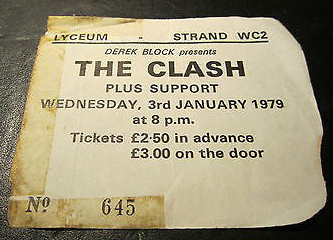 LYCEUM - STRAND WC2
DEREK BLOCK presents
THE CLASH
PLUS SUPPORT
WEDNESDAY, 3rd JANUARY 1979
at 8 p.m.
Tickets £2·50 in advance
£3.00 on the door
No 645